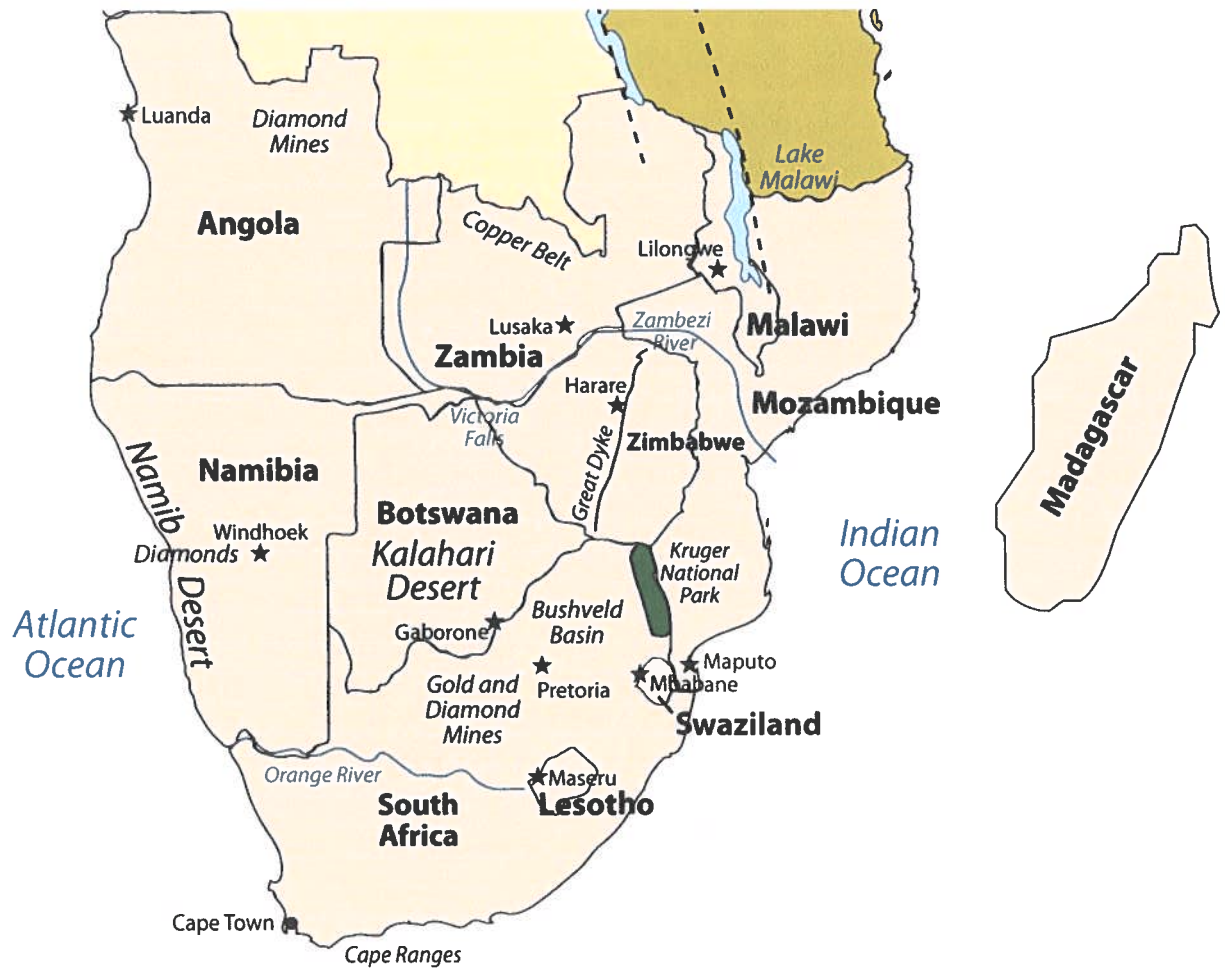 Luanda
Diamond
Mines
Lake
Malawi
Angola
Copper Belt
Lilongwe
Lusaka
Zambezi
River
Malawi
Zambia
Harare
Mozambique
Victoria
Falls
Great Dyke
Zimbabwe
Madagascar
Namib
Desert
Namibia
Windhoek
Diamonds
Botswana
Kalahari
Desert
Indian
Ocean
Kruger
National
Park
Atlantic
Ocean
Gaborone
Bushveld
Basin
Pretoria
Maputo
Mbabane
Gold and
Diamond
Mines
Swaziland
Orange River
Maseru
Lesotho
South
Africa
Cape Town
Cape Ranges